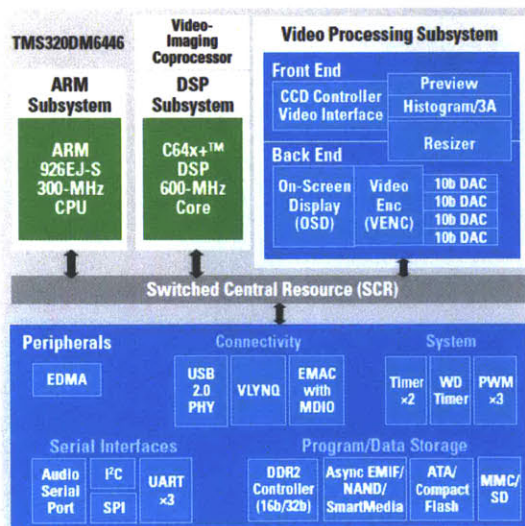 TMS320DM6446
ARM
Subsystem
ARM
926EJ-S
300-MHz
CPU
Video-
Imaging
Coprocessor
DSP
Subsystem
C64x+™
DSP
600-MHz
Core
Video Processing Subsystem
Front End
CCD Controller
Video Interface
Preview
Histogram/3A
Resizer
Back End
On-Screen
Display
(OSD)
Video
Enc
(VENC)
10b DAC
10b DAC
10b DAC
10b DAC
Switched Central Resource (SCR)
Peripherals
EDMA
Connectivity
USB
2.0
PHY
VLYNQ
EMAC
with
MDIO
System
Timer
×2
WD
Timer
PWM
×3
Serial Interfaces
Audio
Serial
Port
I²C
SPI
UART
×3
Program/Data Storage
DDR2
Controller
(16b/32b)
Async EMIF/
NAND/
SmartMedia
ATA/
Compact
Flash
MMC/
SD